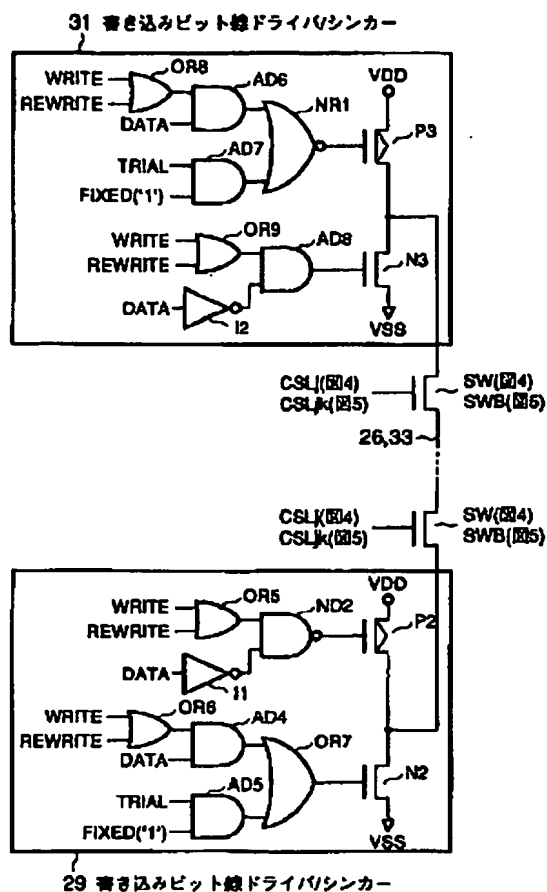 31 書き込みビット線ドライバ/シンカー
OR8
WRITE
REWRITE
AD6
NR1
VDD
DATA
P3
AD7
TRIAL
FIXED('1')
OR9
WRITE
REWRITE
AD8
N3
DATA
I2
VSS
CSLj(図4)
CSLjk(図5)
SW(図4)
SWB(図5)
26,33
CSLj(図4)
CSLjk(図5)
SW(図4)
SWB(図5)
VDD
OR5
ND2
WRITE
REWRITE
P2
DATA
I1
OR6
WRITE
REWRITE
AD4
OR7
DATA
N2
AD5
TRIAL
FIXED('1')
VSS
29 書き込みビット線ドライバ/シンカー